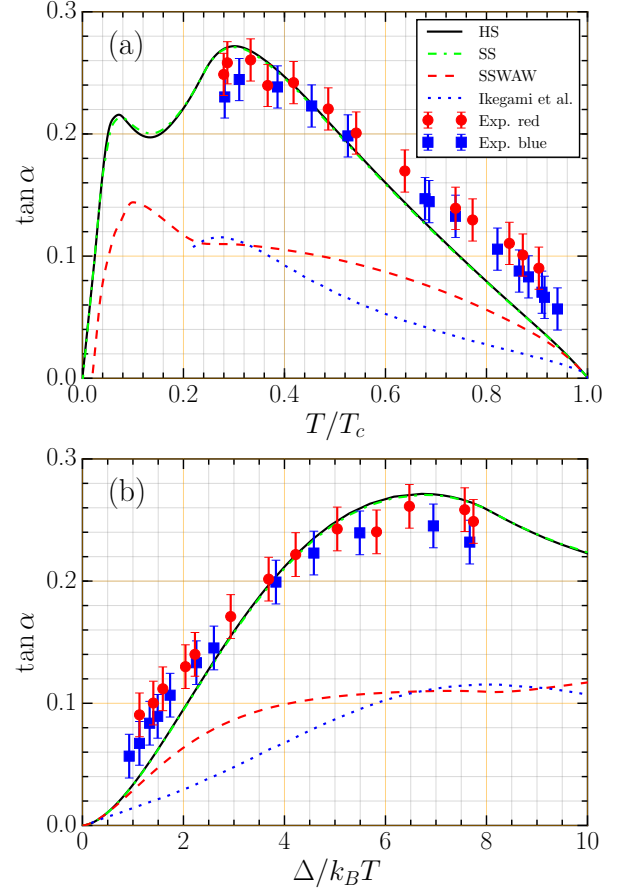 (a)
HS
SS
SSWAW
Ikegami et al.
Exp. red
Exp. blue
tan α
0.3
0.2
0.1
0.0
0.0 0.2 0.4 0.6 0.8 1.0
T/T_c
(b)
tan α
0.3
0.2
0.1
0.0
0 2 4 6 8 10
Δ/k_BT